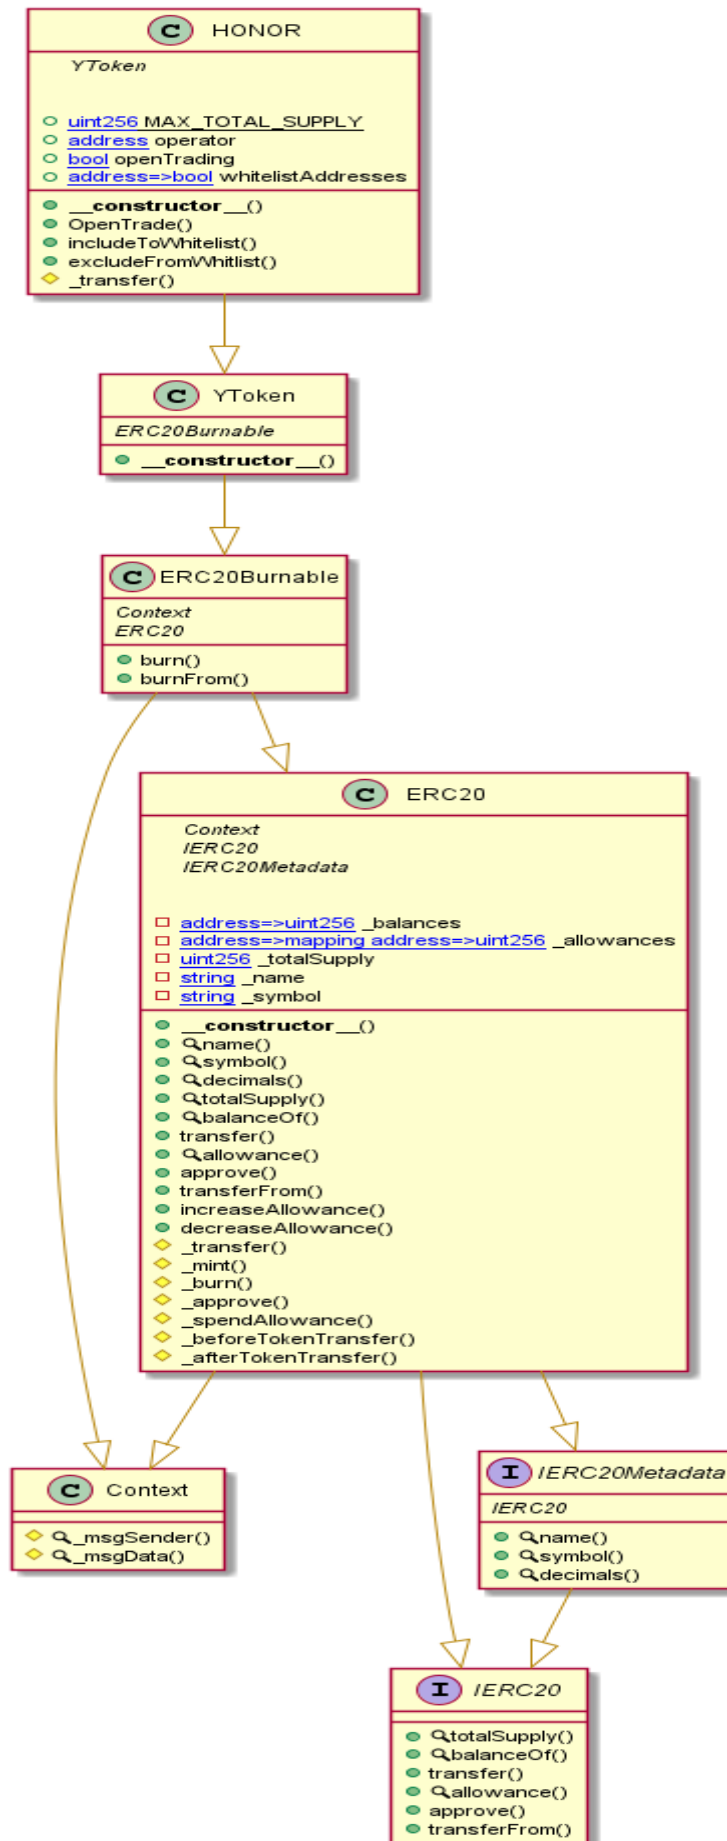 C HONOR
YToken
uint256 MAX_TOTAL_SUPPLY
address operator
bool openTrading
address=>bool whitelistAddresses
__constructor__()
OpenTrade()
includeToWhitelist()
excludeFromWhitlist()
_transfer()
C YToken
ERC20Burnable
__constructor__()
C ERC20Burnable
Context
ERC20
burn()
burnFrom()
C ERC20
Context
IERC20
IERC20Metadata
address=>uint256 _balances
address=>mapping address=>uint256 _allowances
uint256 _totalSupply
string _name
string _symbol
__constructor__()
name()
symbol()
decimals()
totalSupply()
balanceOf()
transfer()
allowance()
approve()
transferFrom()
increaseAllowance()
decreaseAllowance()
_transfer()
_mint()
_burn()
_approve()
_spendAllowance()
_beforeTokenTransfer()
_afterTokenTransfer()
C Context
_msgSender()
_msgData()
I IERC20Metadata
IERC20
name()
symbol()
decimals()
I IERC20
totalSupply()
balanceOf()
transfer()
allowance()
approve()
transferFrom()